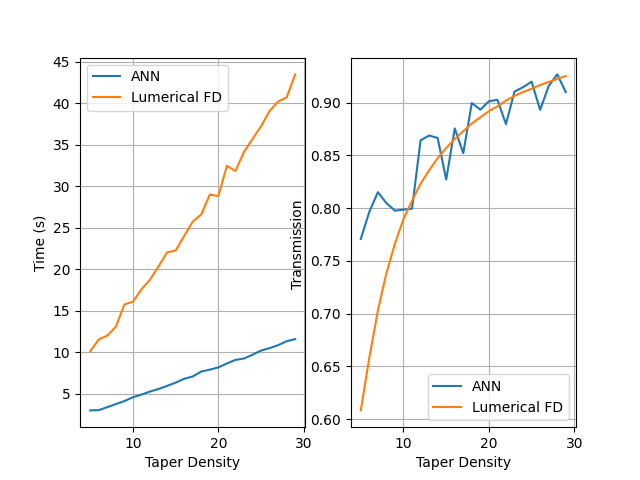 45
40
35
30
25
20
15
10
5
Time (s)
10
20
30
Taper Density
ANN
Lumerical FD
0.90
0.85
0.80
0.75
0.70
0.65
0.60
Transmission
10
20
30
Taper Density
ANN
Lumerical FD